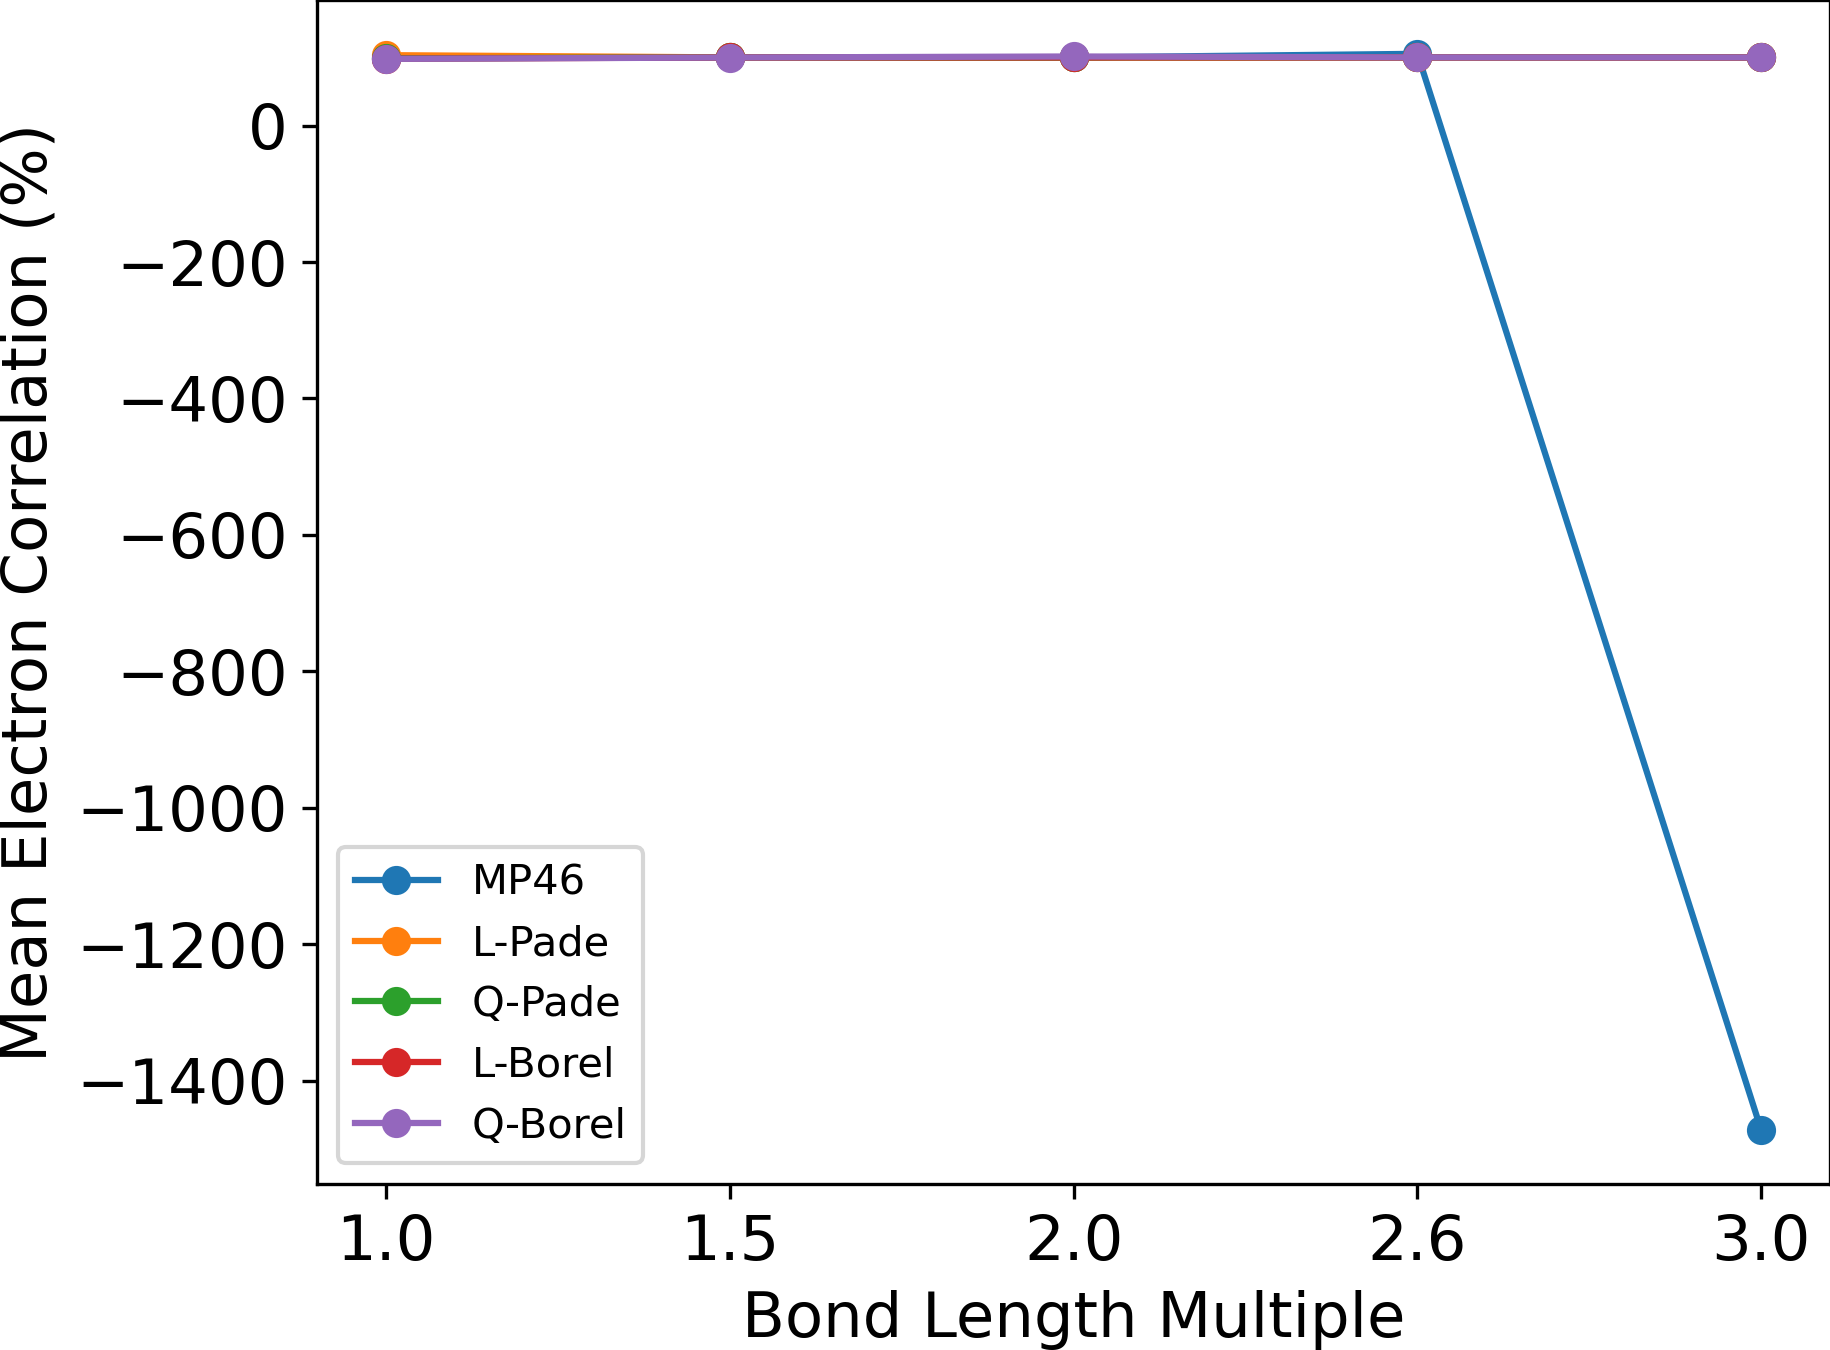 Mean Electron Correlation (%)
0
−200
−400
−600
−800
−1000
−1200
−1400
MP46
L-Pade
Q-Pade
L-Borel
Q-Borel
1.0 1.5 2.0 2.6 3.0
Bond Length Multiple